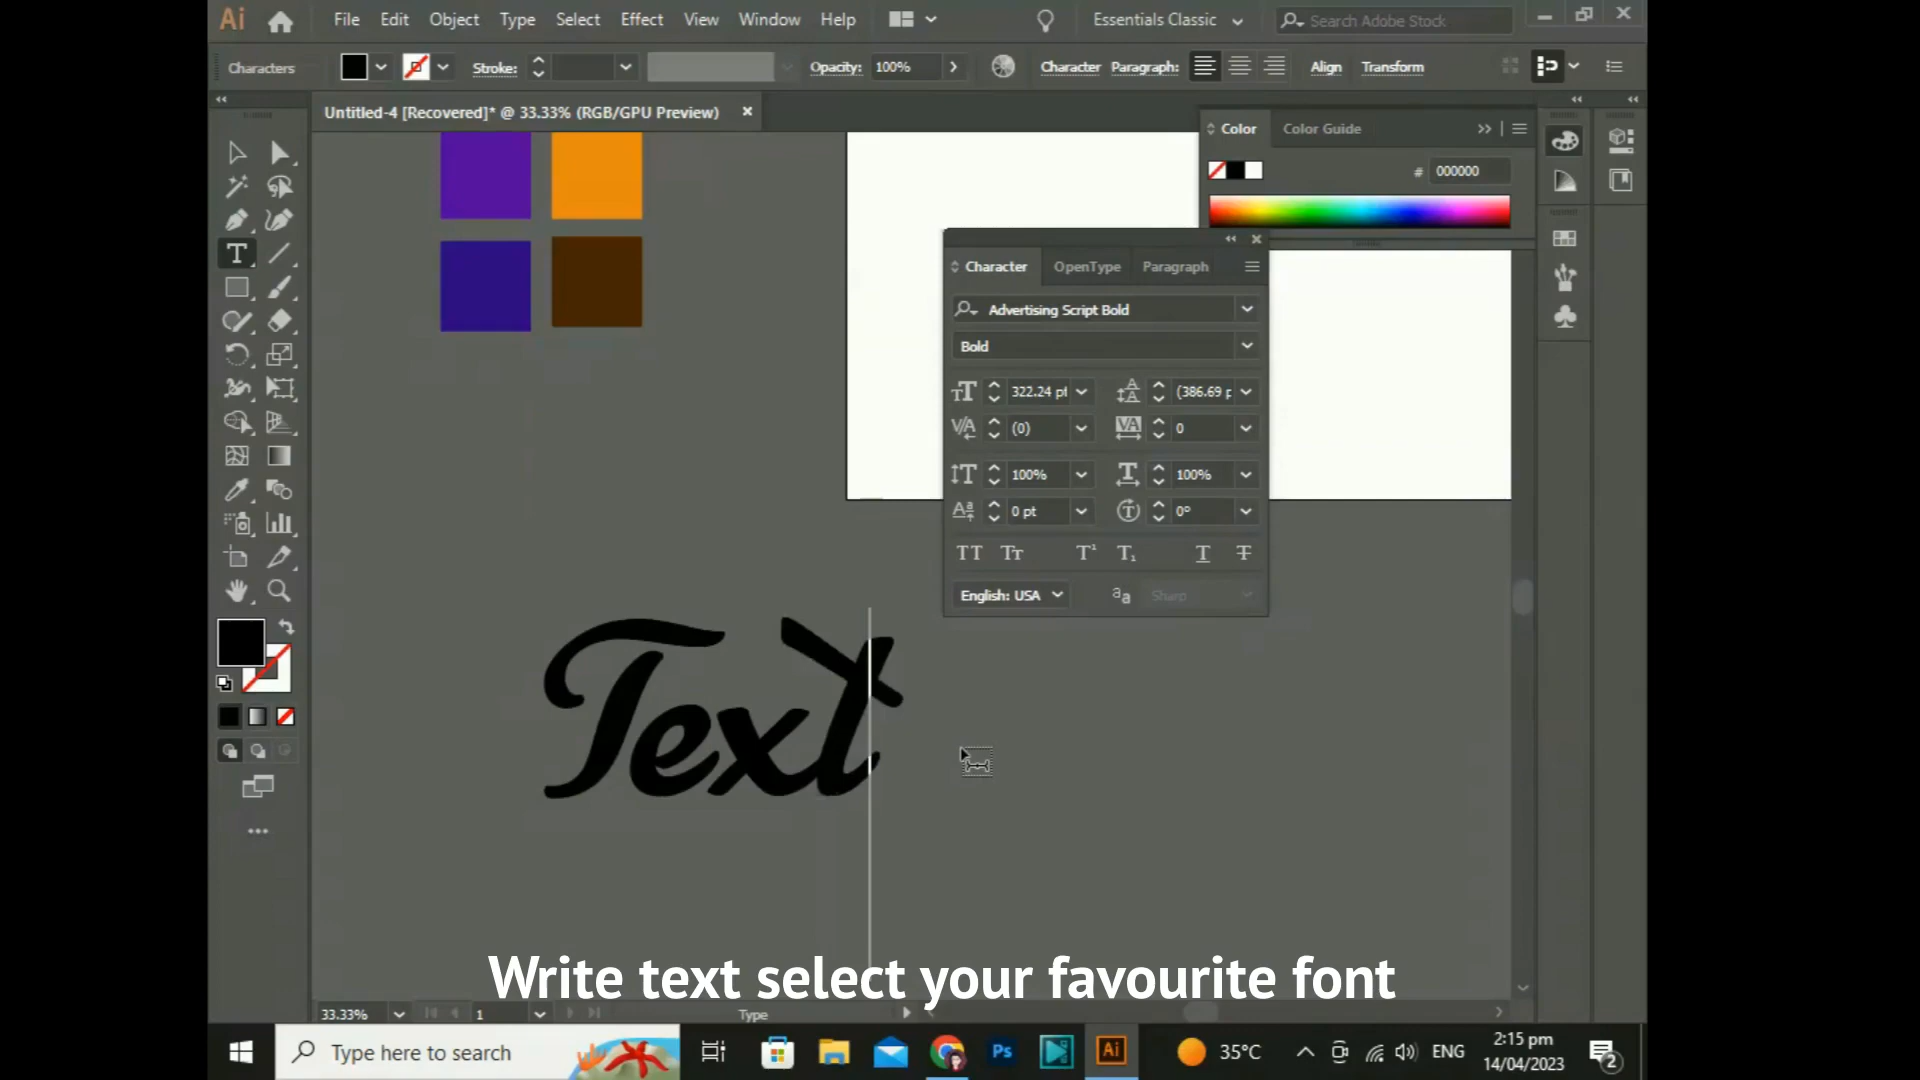 Ai File Edit Object Type Select Effect View Window Help Essentials Classic Search Adobe Stock
Characters Stroke: Opacity: 100% Character Paragraph: Align Transform
Untitled-4 [Recovered]* @ 33.33% (RGB/GPU Preview)
Color Color Guide
# 000000
Character OpenType Paragraph
Advertising Script Bold
Bold
322.24 pt (386.69 p
(0) 0
100% 100%
0 pt 0°
English: USA Sharp
Text
Write text select your favourite font
33.33% 1 Type
Type here to search Ps Ai 35°C ENG 2:15 pm
14/04/2023 2